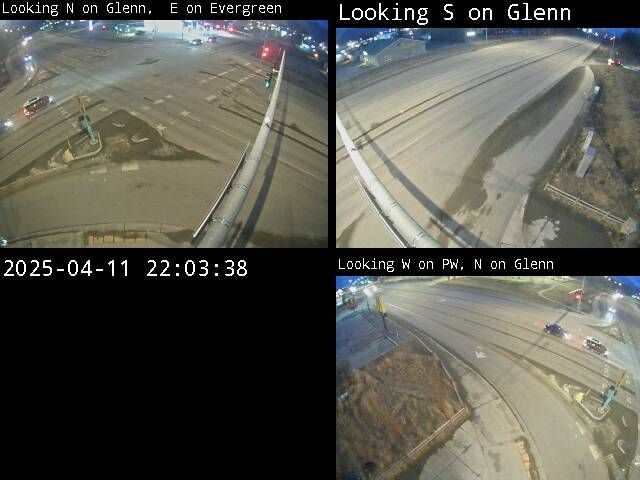 Looking N on Glenn,  E on Evergreen
Looking S on Glenn
2025-04-11 22:03:38
Looking W on PW, N on Glenn